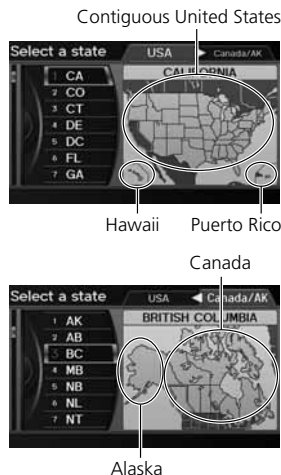 Contiguous United States
Select a state USA ▶ Canada/AK
CALIFORNIA
1 CA
2 CO
3 CT
4 DE
5 DC
6 FL
7 GA
Hawaii Puerto Rico
Canada
Select a state USA ◀ Canada/AK
BRITISH COLUMBIA
1 AK
2 AB
3 BC
4 MB
5 NB
6 NL
7 NT
Alaska